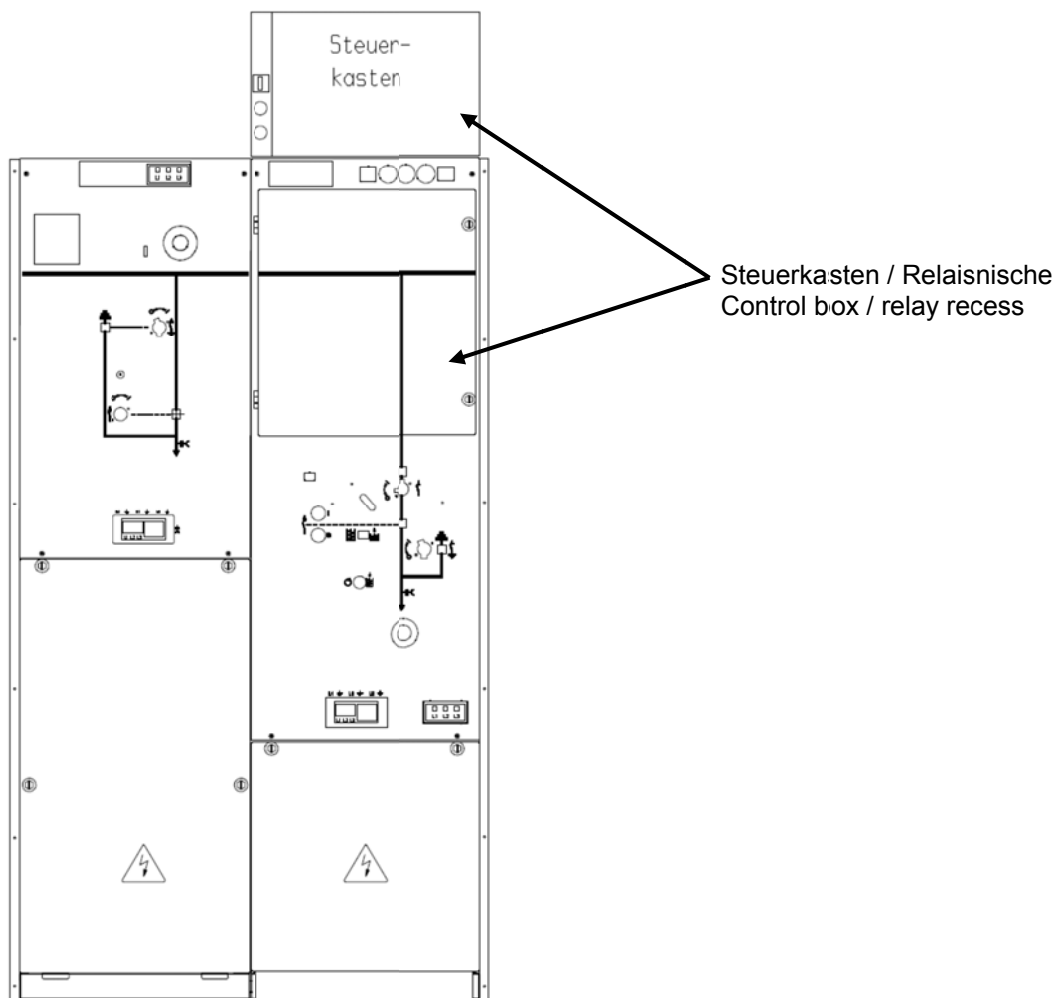 Steuer-
kasten
Steuerkasten / Relaisnische
Control box / relay recess